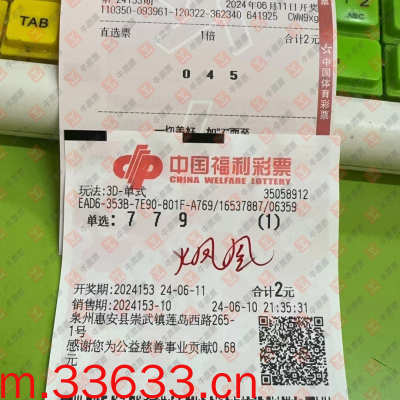 2024年06月11日开奖
110350-093961-120322-362340 641925
直选票 1倍 合计2元
0 4 5
中国体育彩票
中国福利彩票
CHINA WELFARE LOTTERY
玩法:3D-单式 35058912
EAD6-353B-7E90-801F-A769/16537887/06359
单选: 7 7 9 (1)
开奖期:2024153 24-06-11 合计2元
销售期:2024153-10 24-06-10 21:35:31
泉州惠安县崇武镇莲岛西路265-
1号
感谢您为公益慈善事业贡献0.68
元
m.33633.cn